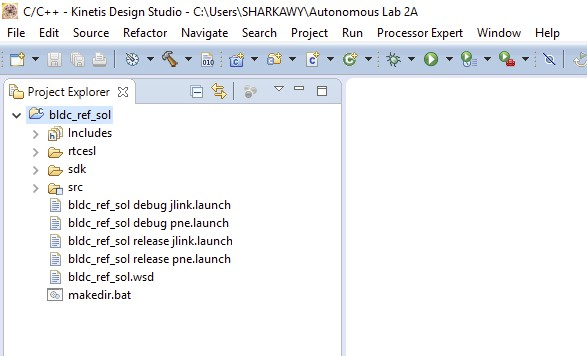 C/C++ - Kinetis Design Studio - C:\Users\SHARKAWY\Autonomous Lab 2A
File Edit Source Refactor Navigate Search Project Run Processor Expert Window Help
010
Project Explorer
bldc_ref_sol
Includes
rtcesl
sdk
src
bldc_ref_sol debug jlink.launch
bldc_ref_sol debug pne.launch
bldc_ref_sol release jlink.launch
bldc_ref_sol release pne.launch
bldc_ref_sol.wsd
makedir.bat